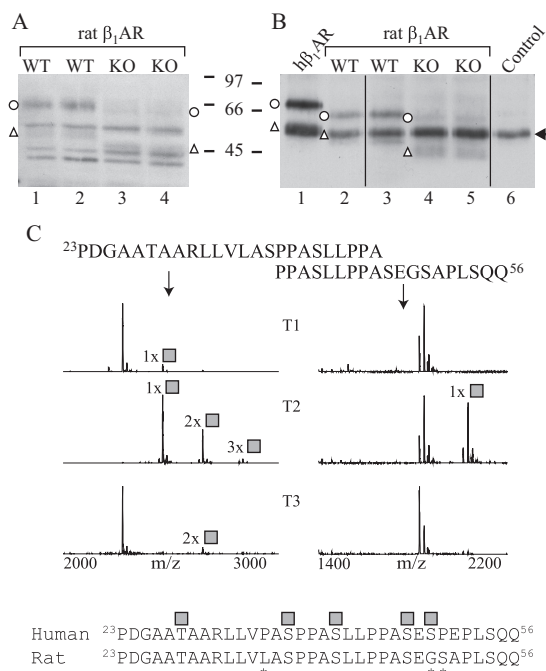 A
rat β₁AR
WT WT KO KO
97
66
45
1 2 3 4
B
rat β₁AR
hβ₁AR WT WT KO KO Control
1 2 3 4 5 6
C
²³PDGAATAARLLVLASPPASLLPPA
PPASLLPPASEGSAPLSQQ⁵⁶
T1
1x
T2
1x
2x
3x
1x
T3
2x
2000 m/z 3000
1400 m/z 2200
Human ²³PDGAATAARLLVPASPPASLLPPASESPEPLSQQ⁵⁶
Rat ²³PDGAATAARLLVLASPPASLLPPASEGSAPLSQQ⁵⁶
* * *